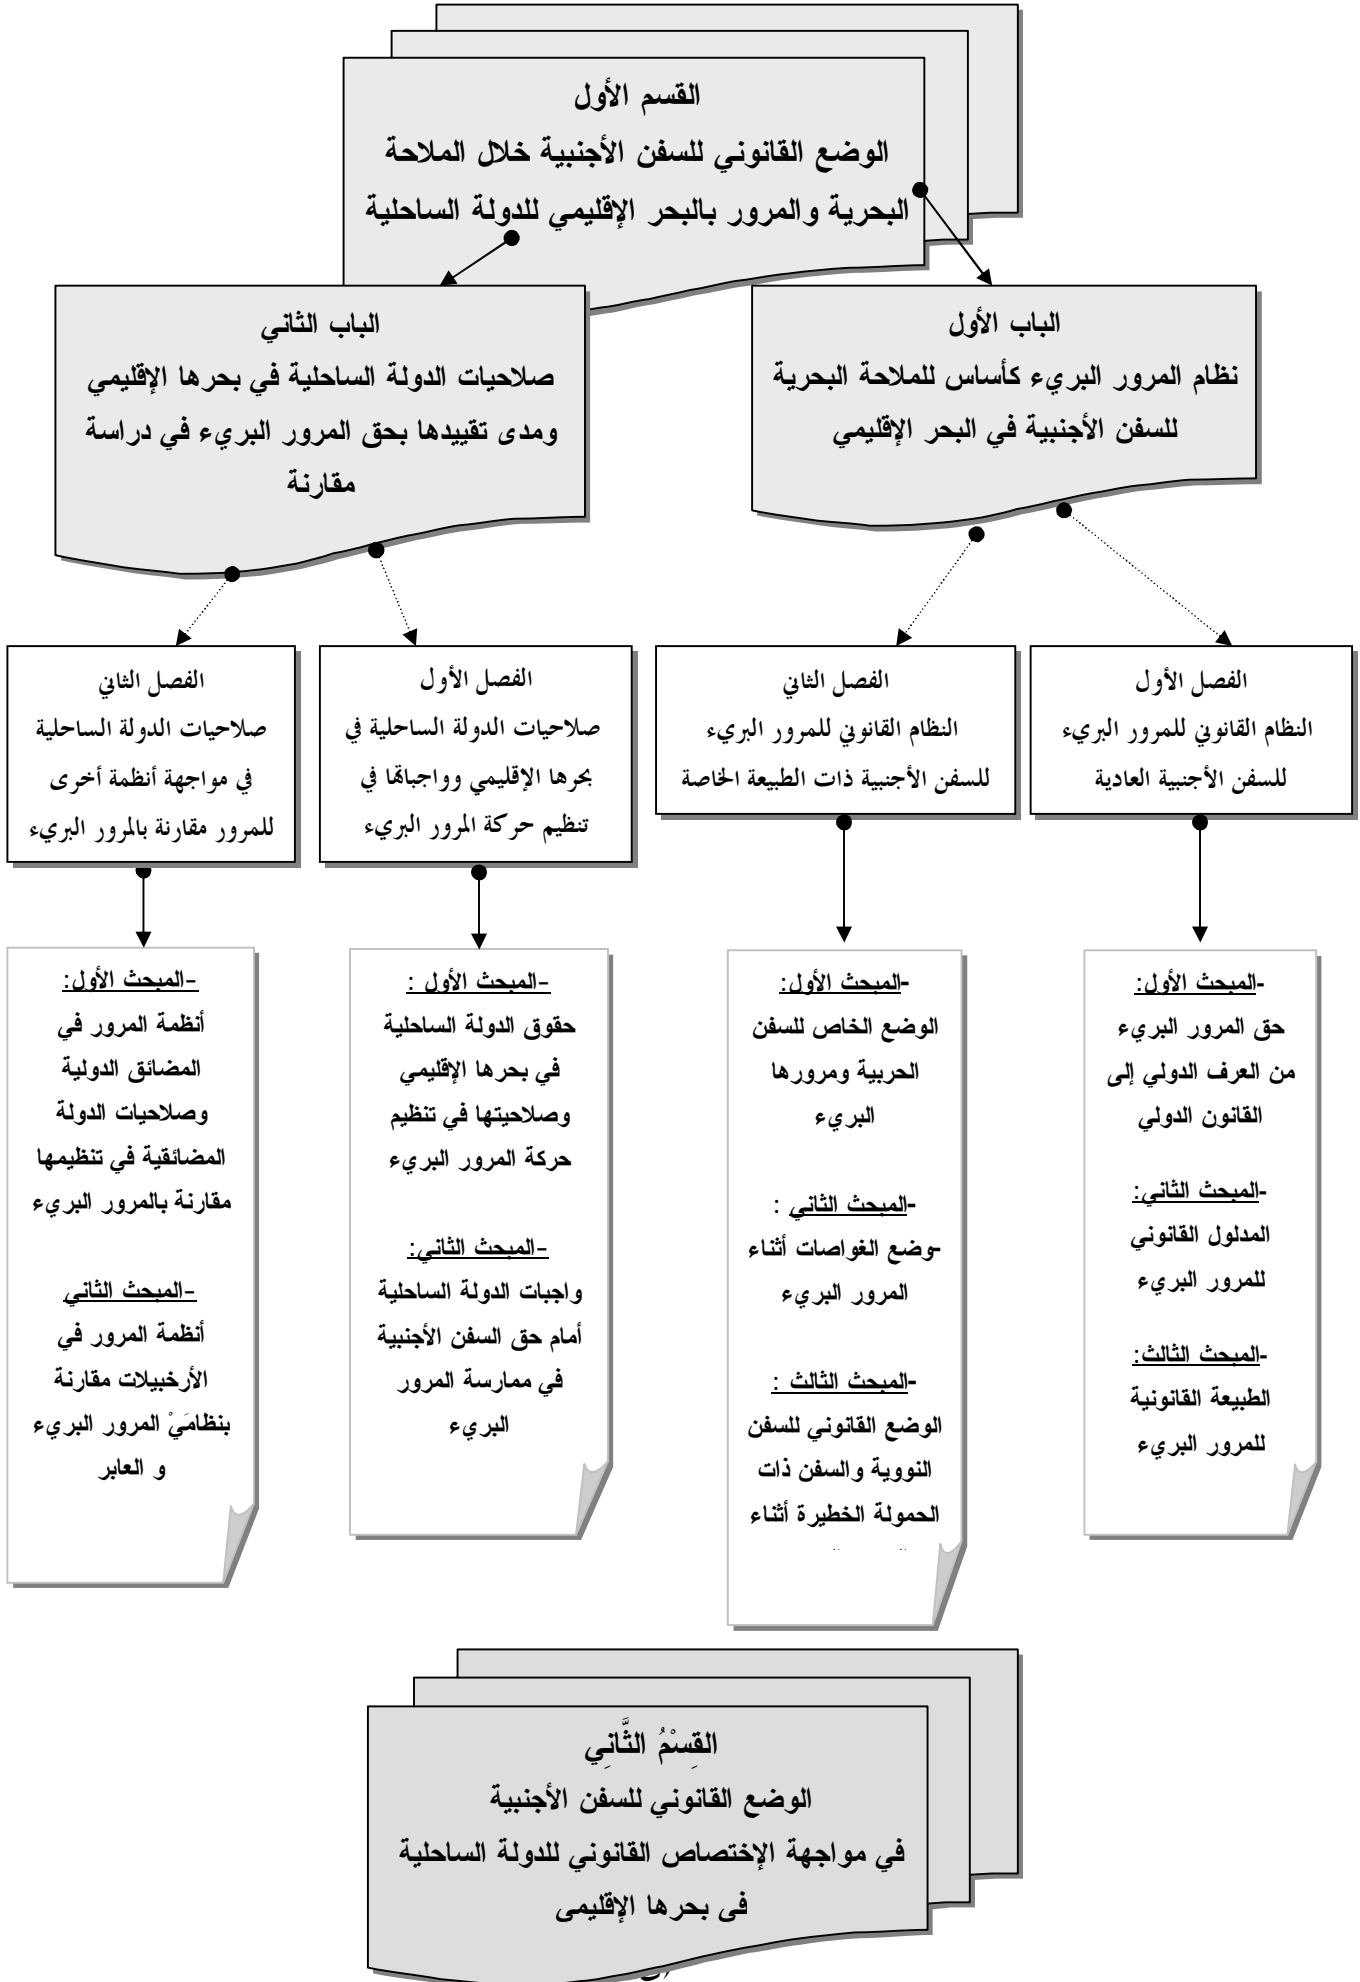 القسم الأول
الوضع القانوني للسفن الأجنبية خلال الملاحة
البحرية والمرور بالبحر الإقليمي للدولة الساحلية
الباب الأول
نظام المرور البريء كأساس للملاحة البحرية
للسفن الأجنبية في البحر الإقليمي
الباب الثاني
صلاحيات الدولة الساحلية في بحرها الإقليمي
ومدى تقييدها بحق المرور البريء في دراسة
مقارنة
الفصل الأول
النظام القانوني للمرور البريء
للسفن الأجنبية العادية
الفصل الثاني
النظام القانوني للمرور البريء
للسفن الأجنبية ذات الطبيعة الخاصة
الفصل الأول
صلاحيات الدولة الساحلية في
بحرها الإقليمي وواجباتها في
تنظيم حركة المرور البريء
الفصل الثاني
صلاحيات الدولة الساحلية
في مواجهة أنظمة أخرى
للمرور مقارنة بالمرور البريء
-المبحث الأول:
حق المرور البريء
من العرف الدولي إلى
القانون الدولي
-المبحث الثاني:
المدلول القانوني
للمرور البريء
-المبحث الثالث:
الطبيعة القانونية
للمرور البريء
-المبحث الأول:
الوضع الخاص للسفن
الحربية ومرورها
البريء
-المبحث الثاني :
-وضع الغواصات أثناء
المرور البريء
-المبحث الثالث :
الوضع القانوني للسفن
النووية والسفن ذات
الحمولة الخطيرة أثناء
-المبحث الأول :
حقوق الدولة الساحلية
في بحرها الإقليمي
وصلاحيتها في تنظيم
حركة المرور البريء
-المبحث الثاني:
واجبات الدولة الساحلية
أمام حق السفن الأجنبية
في ممارسة المرور
البريء
-المبحث الأول:
أنظمة المرور في
المضائق الدولية
وصلاحيات الدولة
المضائقية في تنظيمها
مقارنة بالمرور البريء
-المبحث الثاني
أنظمة المرور في
الأرخبيلات مقارنة
بنظامَيْ المرور البريء
و العابر
القِسْمُ الثَّانِي
الوضع القانوني للسفن الأجنبية
في مواجهة الإختصاص القانوني للدولة الساحلية
في بحرها الإقليمي